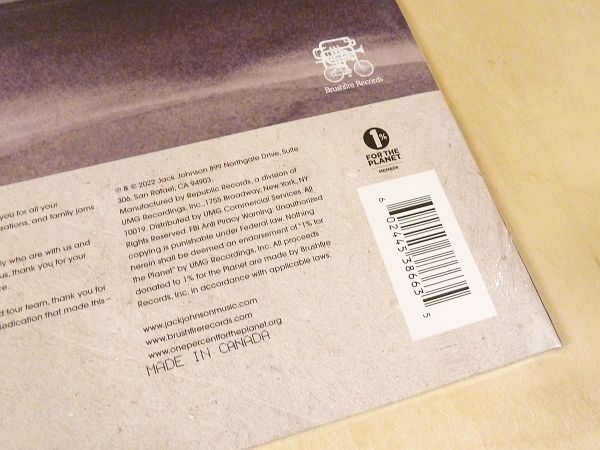 Brushfire Records
1%
FOR THE
PLANET
MEMBER
you for all your
sations, and family jams
ly who are with us and
us, thank you for your
ce.
d tour team, thank you for
dedication that made this–
℗ & © 2022 Jack Johnson 899 Northgate Drive, Suite
306, San Rafael, CA 94903.
Manufactured by Republic Records, a division of
UMG Recordings, Inc., 1755 Broadway, New York, NY
10019. Distributed by UMG Commercial Services. All
Rights Reserved. FBI Anti Piracy Warning: Unauthorized
copying is punishable under Federal law. Nothing
herein shall be deemed an endorsement of "1% for
the Planet" by UMG Recordings, Inc. All proceeds
donated to 1% for the Planet are made by Brushfire
Records, Inc. in accordance with applicable laws.
www.jackjohnsonmusic.com
www.brushfirerecords.com
www.onepercentfortheplanet.org
MADE IN CANADA
6 02445 38663 5